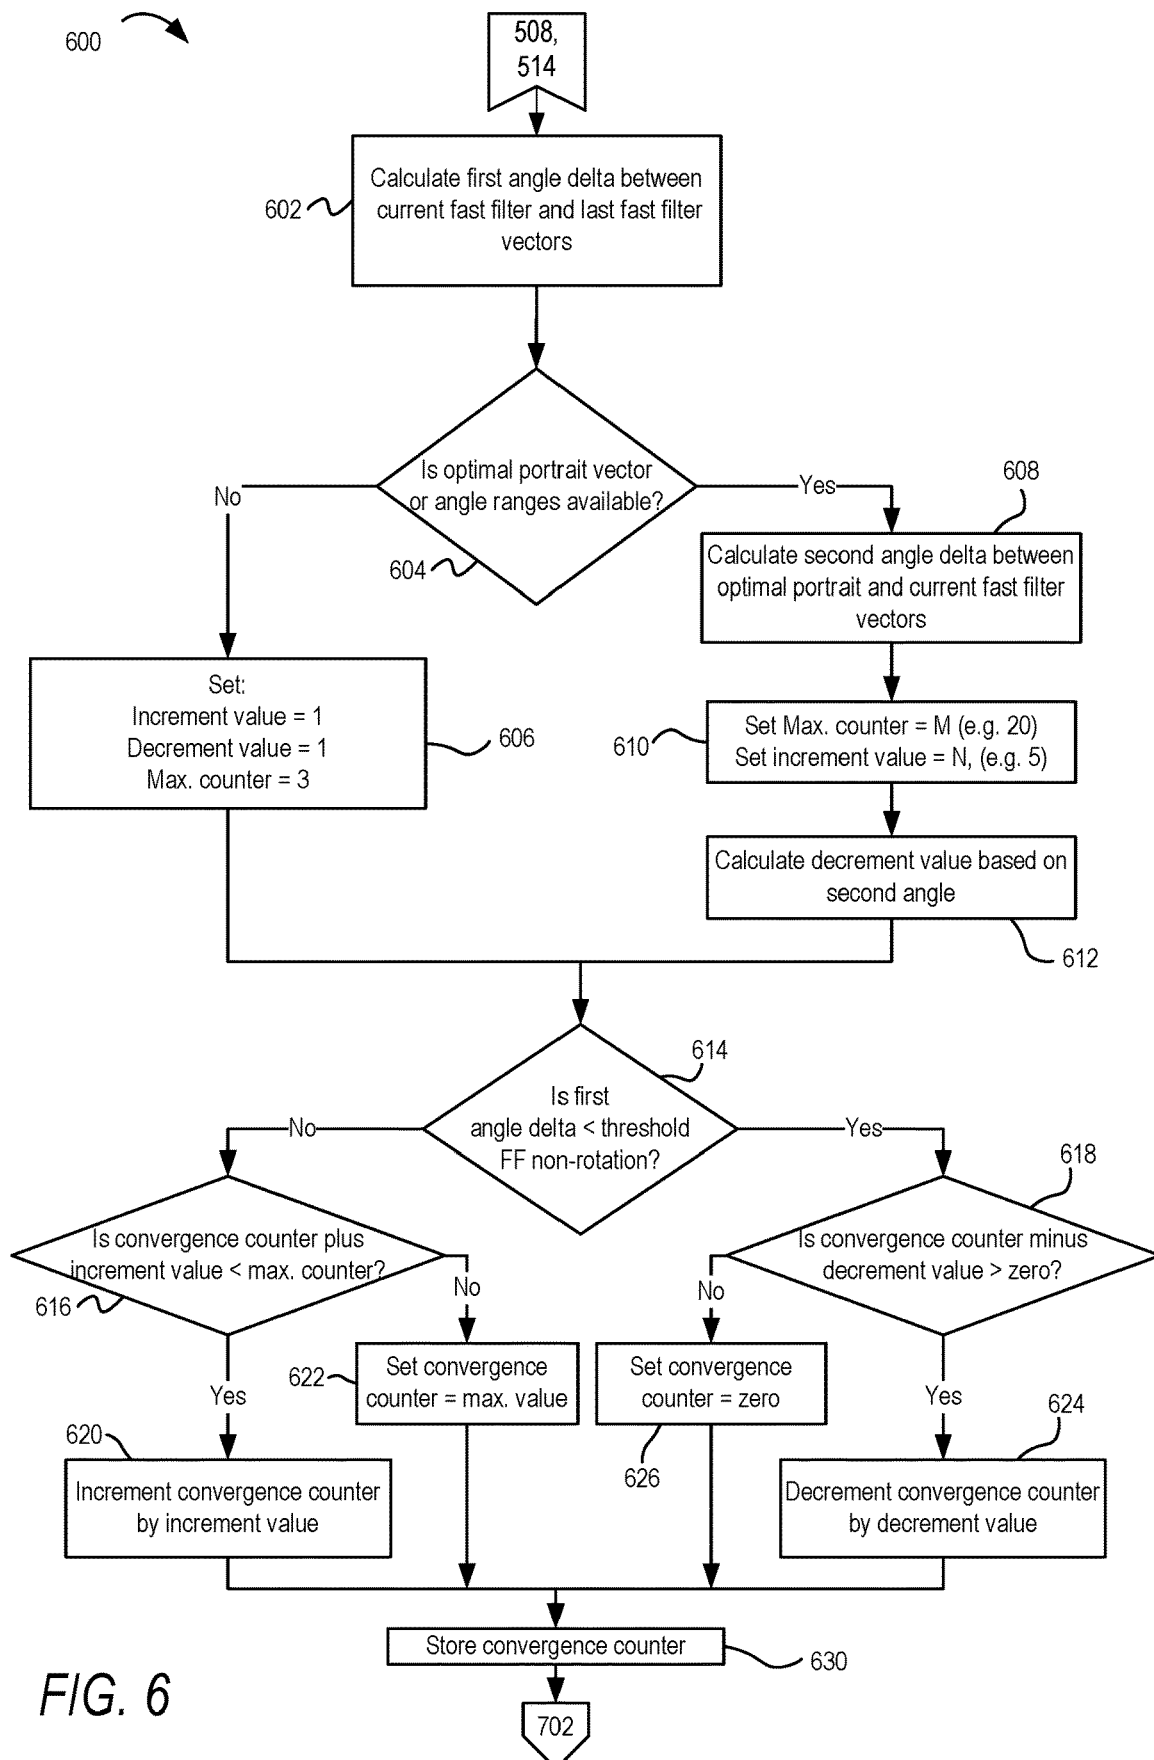 600
508,
514
Calculate first angle delta between
current fast filter and last fast filter
vectors
602
Is optimal portrait vector
or angle ranges available?
No
Yes
604
608
Calculate second angle delta between
optimal portrait and current fast filter
vectors
Set:
Increment value = 1
Decrement value = 1
Max. counter = 3
606
610
Set Max. counter = M (e.g. 20)
Set increment value = N, (e.g. 5)
Calculate decrement value based on
second angle
612
614
Is first
angle delta < threshold
FF non-rotation?
No
Yes
618
Is convergence counter plus
increment value < max. counter?
616
No
Is convergence counter minus
decrement value > zero?
No
Yes
622
Set convergence
counter = max. value
Set convergence
counter = zero
626
Yes
620
624
Increment convergence counter
by increment value
Decrement convergence counter
by decrement value
Store convergence counter
630
702
FIG. 6